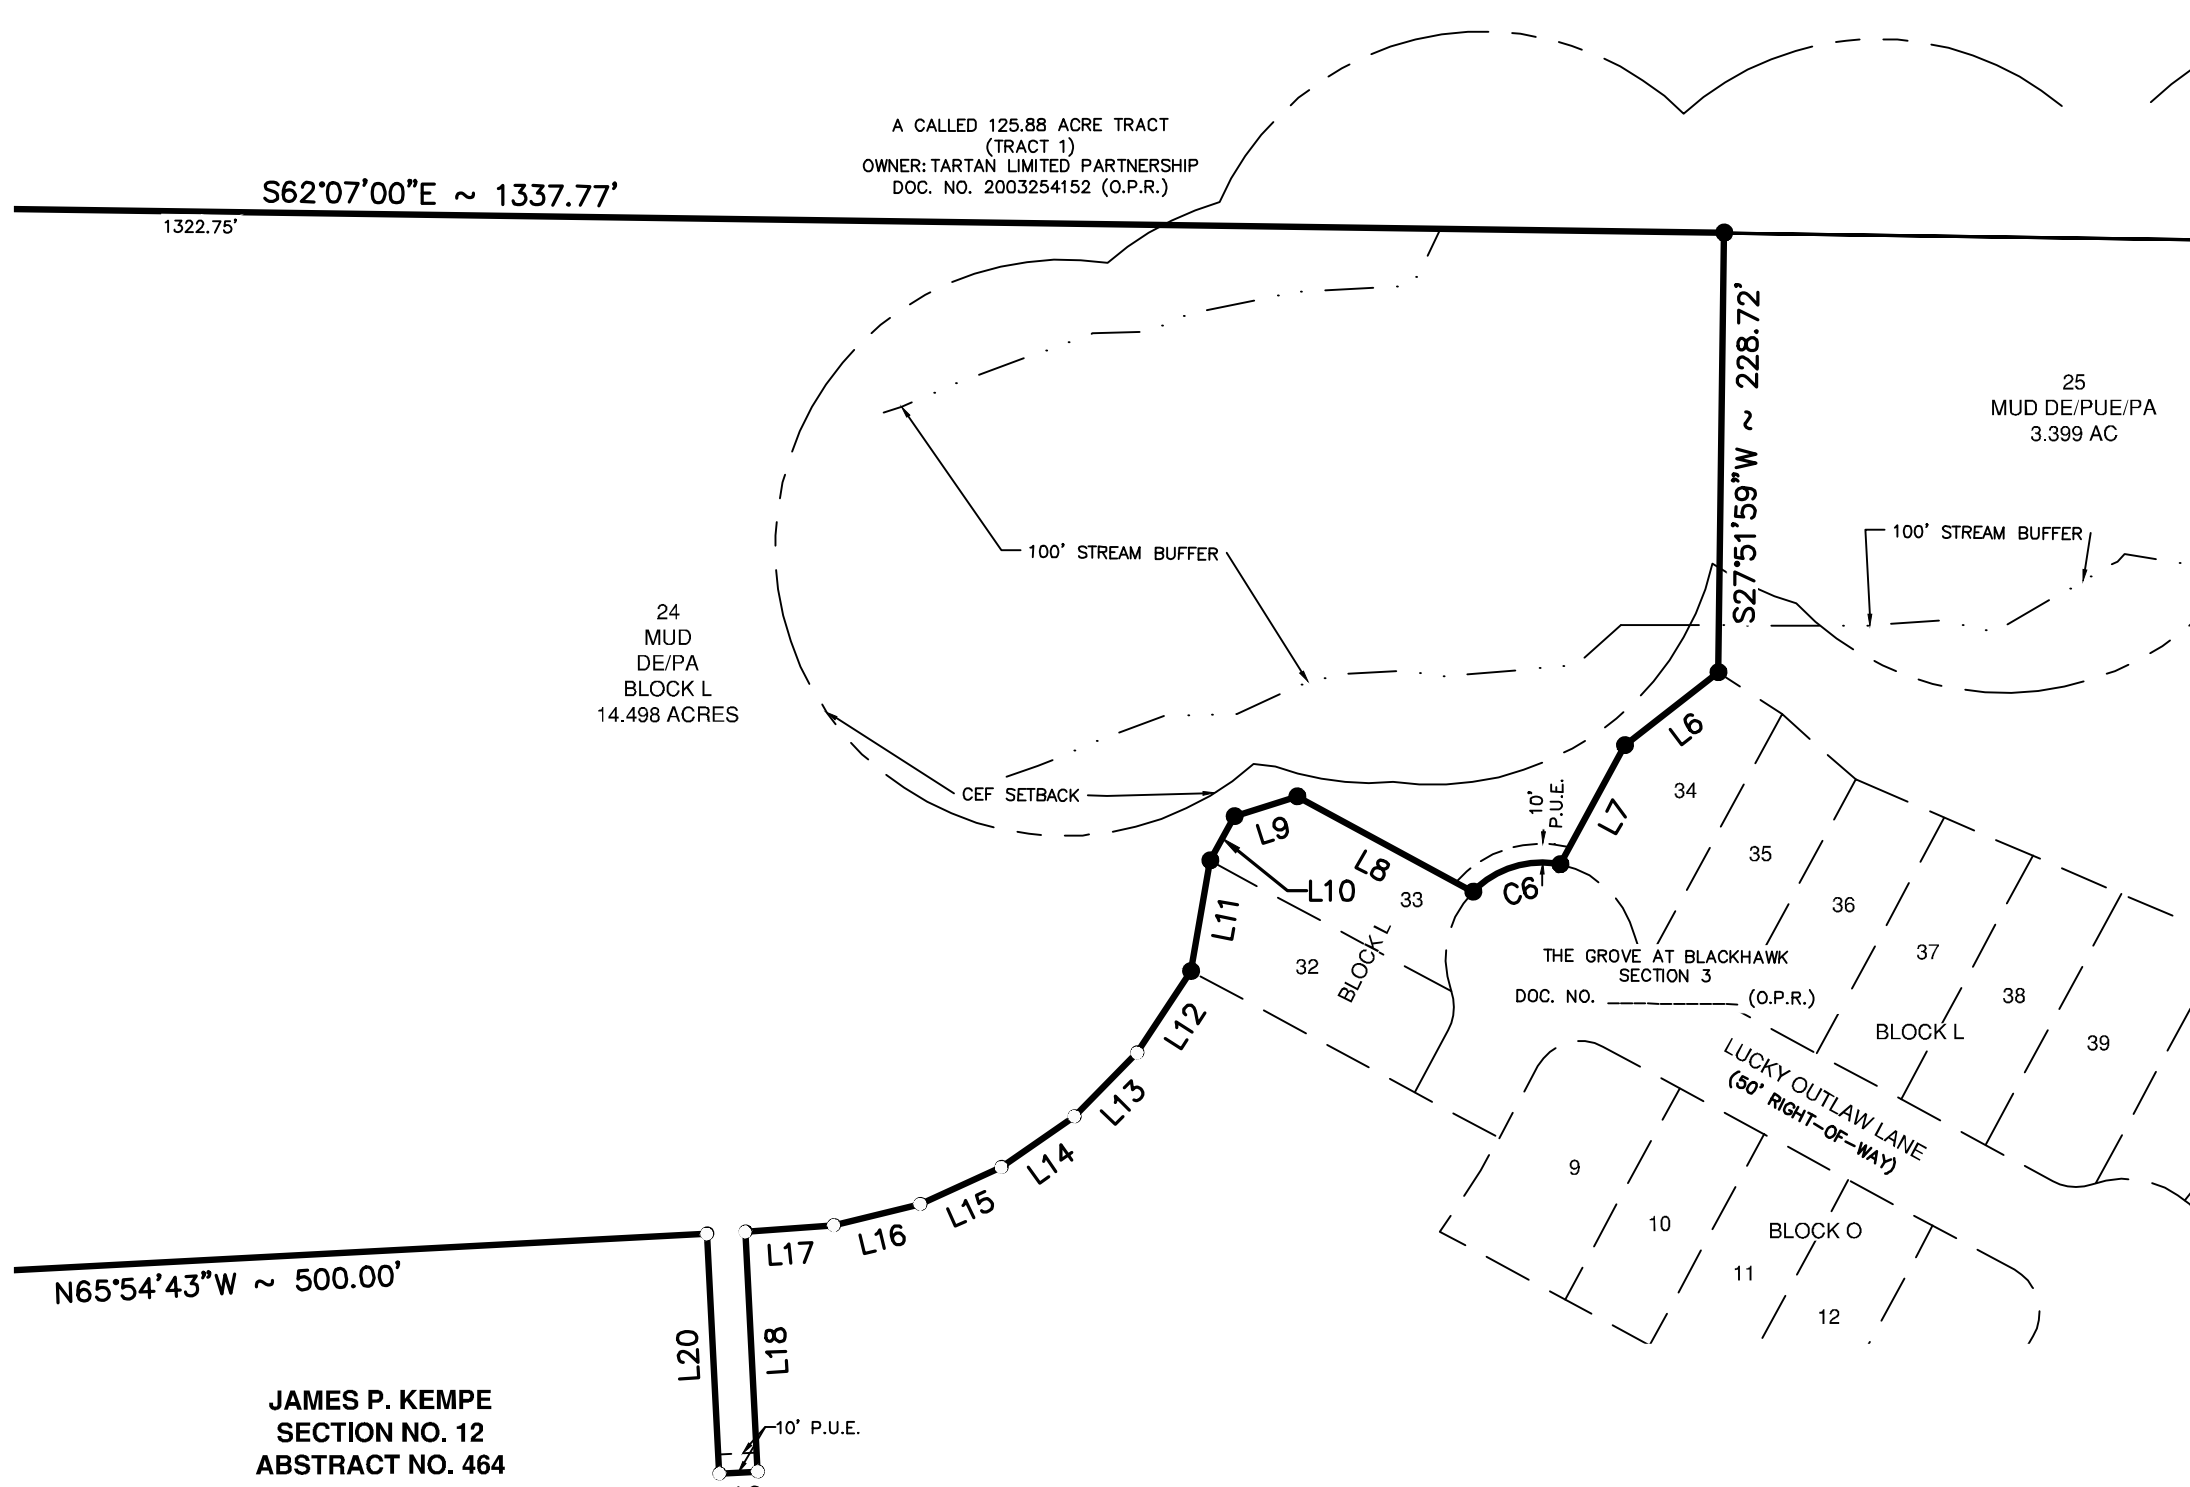 A CALLED 125.88 ACRE TRACT
(TRACT 1)
OWNER: TARTAN LIMITED PARTNERSHIP
DOC. NO. 2003254152 (O.P.R.)
S62°07'00"E ~ 1337.77'
1322.75'
S27°51'59"W ~ 228.72'
25
MUD DE/PUE/PA
3.399 AC
100' STREAM BUFFER
100' STREAM BUFFER
24
MUD
DE/PA
BLOCK L
14.498 ACRES
CEF SETBACK
L6
10'
P.U.E.
34
L7
L9
L8
L10
C6
33
35
36
L11
32
BLOCK L
THE GROVE AT BLACKHAWK
SECTION 3
DOC. NO. __________ (O.P.R.)
37
38
39
BLOCK L
L12
L13
L14
L15
L16
L17
LUCKY OUTLAW LANE
(50' RIGHT-OF-WAY)
9
10
BLOCK O
11
12
N65°54'43"W ~ 500.00'
L20
L18
10' P.U.E.
JAMES P. KEMPE
SECTION NO. 12
ABSTRACT NO. 464